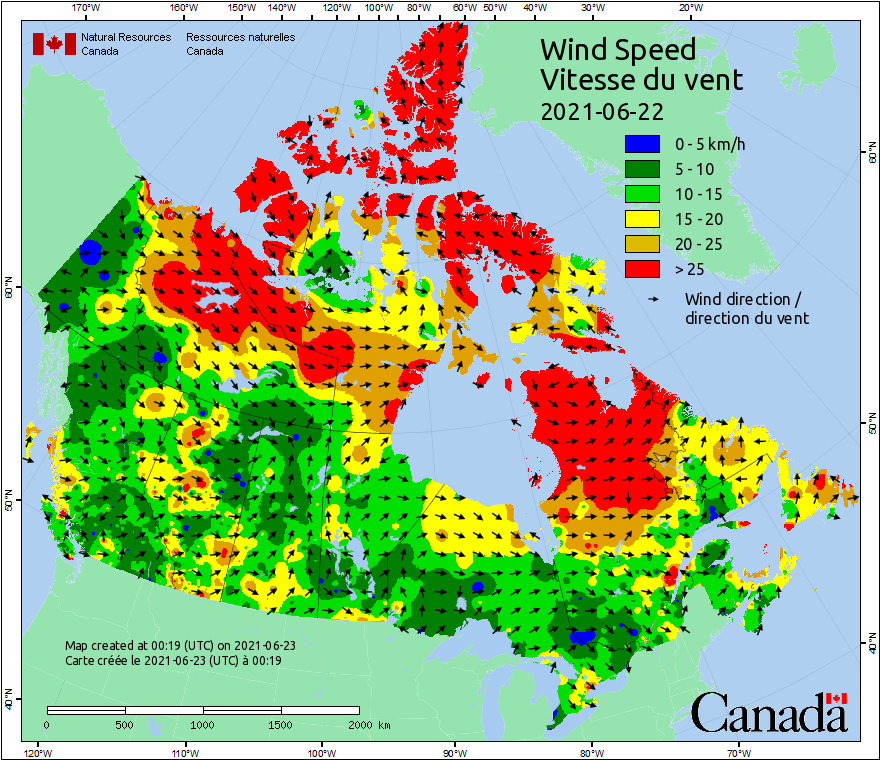 170°W 160°W 150°W 140°W 120°W 100°W 80°W 60°W 50°W 40°W 30°W 20°W
Natural Resources Ressources naturelles
Canada Canada
Wind Speed
Vitesse du vent
2021-06-22
0 - 5 km/h
5 - 10
10 - 15
15 - 20
20 - 25
> 25
Wind direction /
direction du vent
60°N
60°N
50°N
50°N
40°N
40°N
Map created at 00:19 (UTC) on 2021-06-23
Carte créée le 2021-06-23 (UTC) à 00:19
0 500 1000 1500 2000 km
Canada
120°W 110°W 100°W 90°W 80°W 70°W